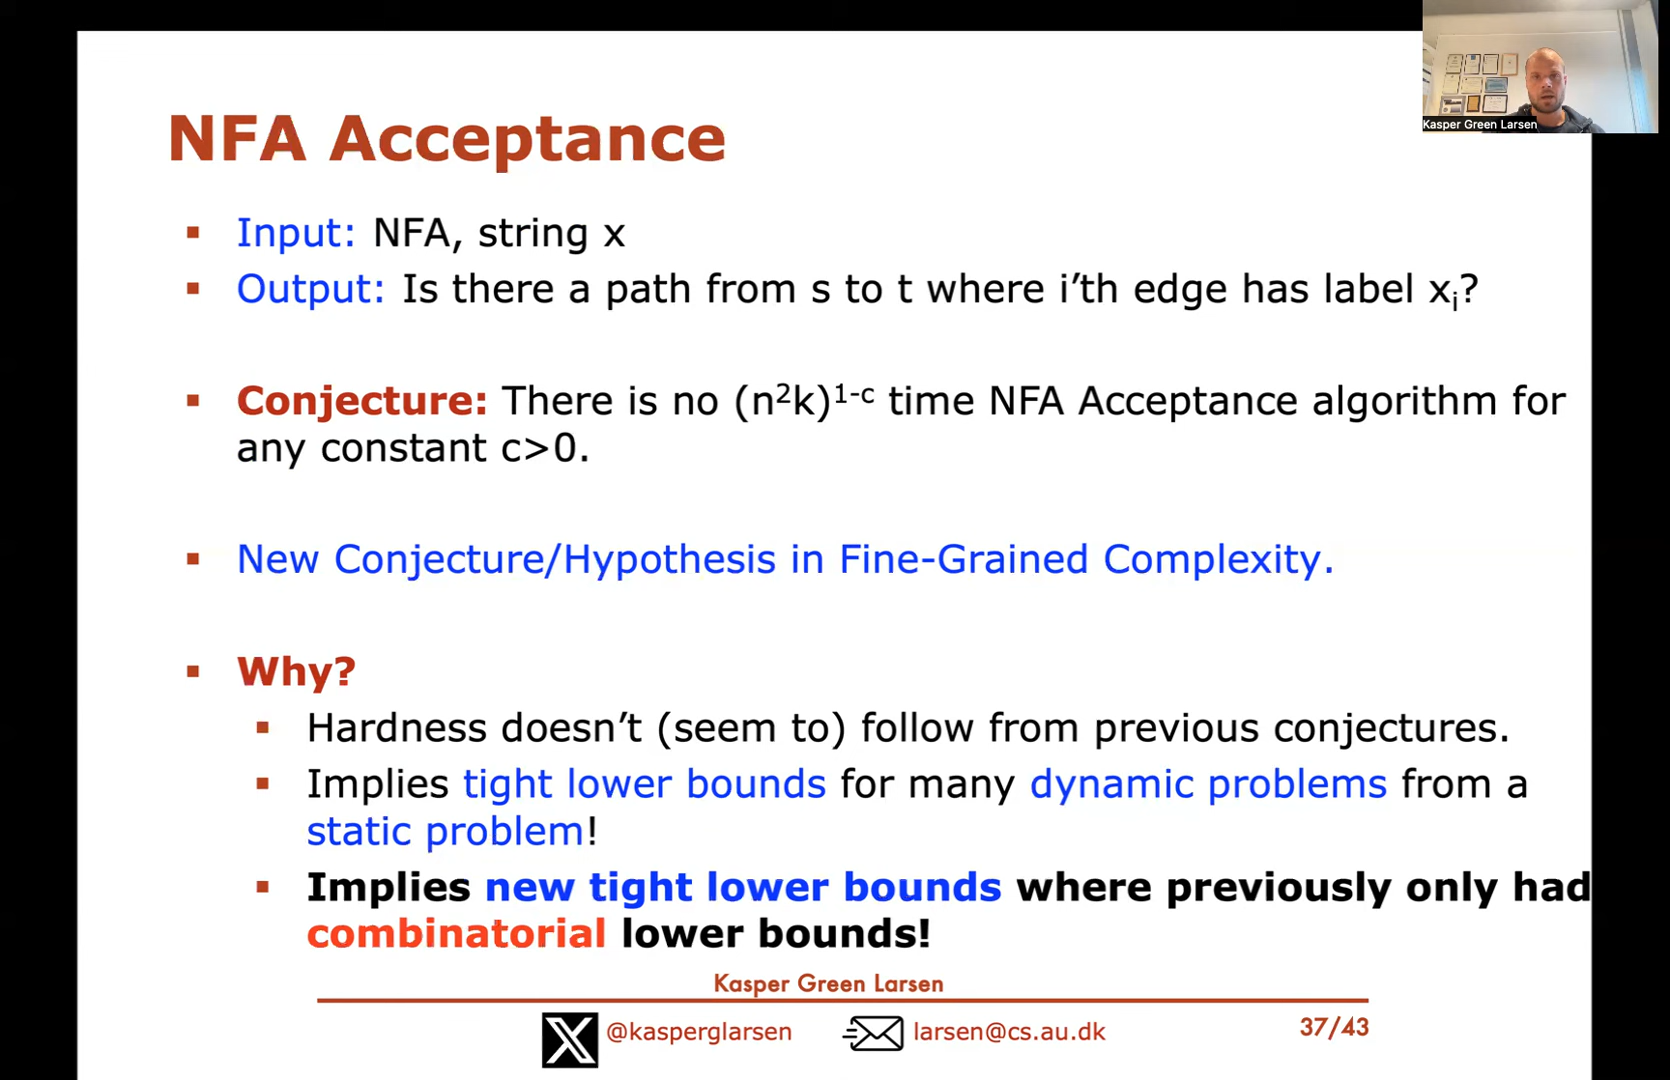 Kasper Green Larsen
NFA Acceptance
▪ Input: NFA, string x
▪ Output: Is there a path from s to t where i’th edge has label xᵢ?
▪ Conjecture: There is no (n²k)¹⁻ᶜ time NFA Acceptance algorithm for
any constant c>0.
▪ New Conjecture/Hypothesis in Fine-Grained Complexity.
▪ Why?
▪ Hardness doesn’t (seem to) follow from previous conjectures.
▪ Implies tight lower bounds for many dynamic problems from a
static problem!
▪ Implies new tight lower bounds where previously only had
combinatorial lower bounds!
Kasper Green Larsen
@kasperglarsen larsen@cs.au.dk 37/43